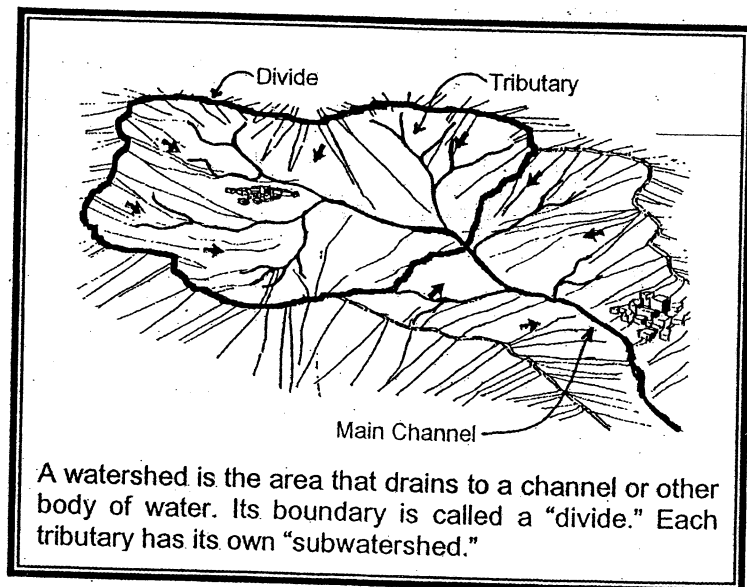 Divide
Tributary
Main Channel
A watershed is the area that drains to a channel or other
body of water. Its boundary is called a "divide." Each
tributary has its own "subwatershed."